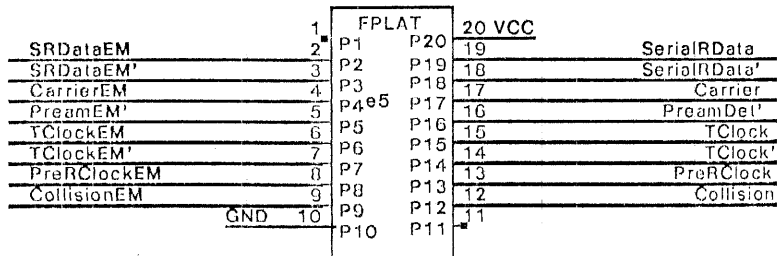 FPLAT
1 P1 P20 20 VCC
SRDataEM 2 P2 P19 19 SerialRData
SRDataEM' 3 P3 P18 18 SerialRData'
CarrierEM 4 P4 e5 P17 17 Carrier
PreamEM' 5 P5 P16 16 PreamDet'
TClockEM 6 P6 P15 15 TClock
TClockEM' 7 P7 P14 14 TClock'
PreRClockEM 8 P8 P13 13 PreRClock
CollisionEM 9 P9 P12 12 Collision
GND 10 P10 P11 11